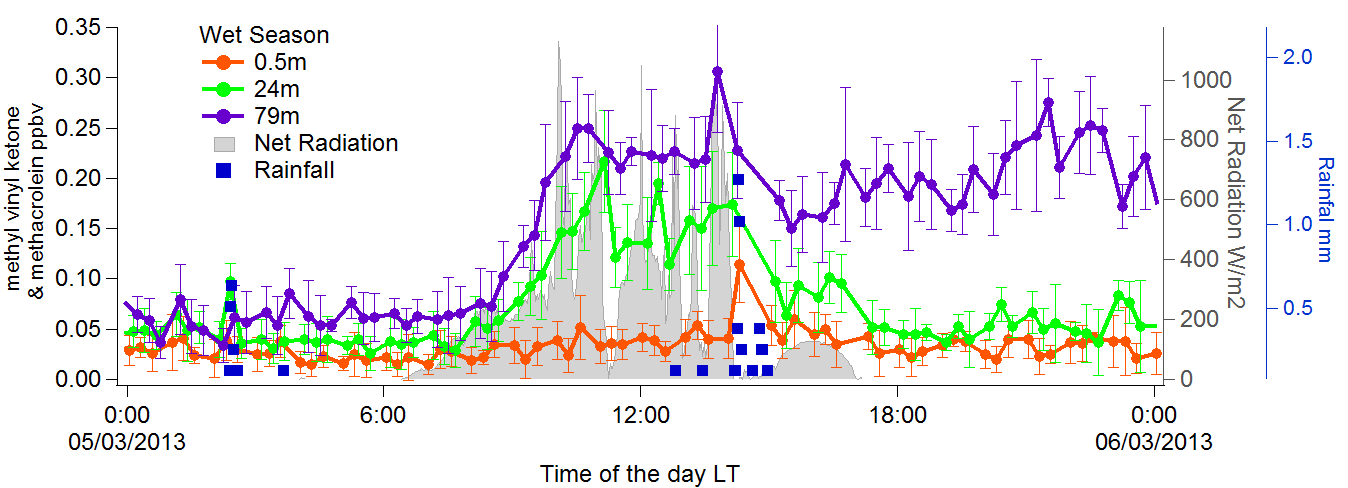 Wet Season
0.5m
24m
79m
Net Radiation
Rainfall
methyl vinyl ketone
& methacrolein ppbv
0.35
0.30
0.25
0.20
0.15
0.10
0.05
0.00
1000
800
600
400
200
0
Net Radiation W/m2
2.0
1.5
1.0
0.5
Rainfal mm
0:00
6:00
12:00
18:00
0:00
05/03/2013
06/03/2013
Time of the day LT